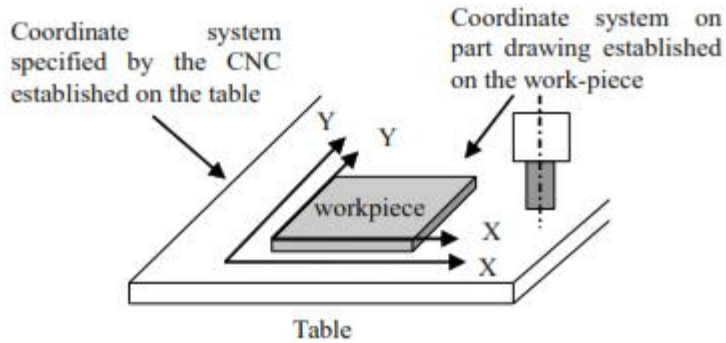 Coordinate system
specified by the CNC
established on the table
Coordinate system on
part drawing established
on the work-piece
Y
Y
workpiece
X
X
Table